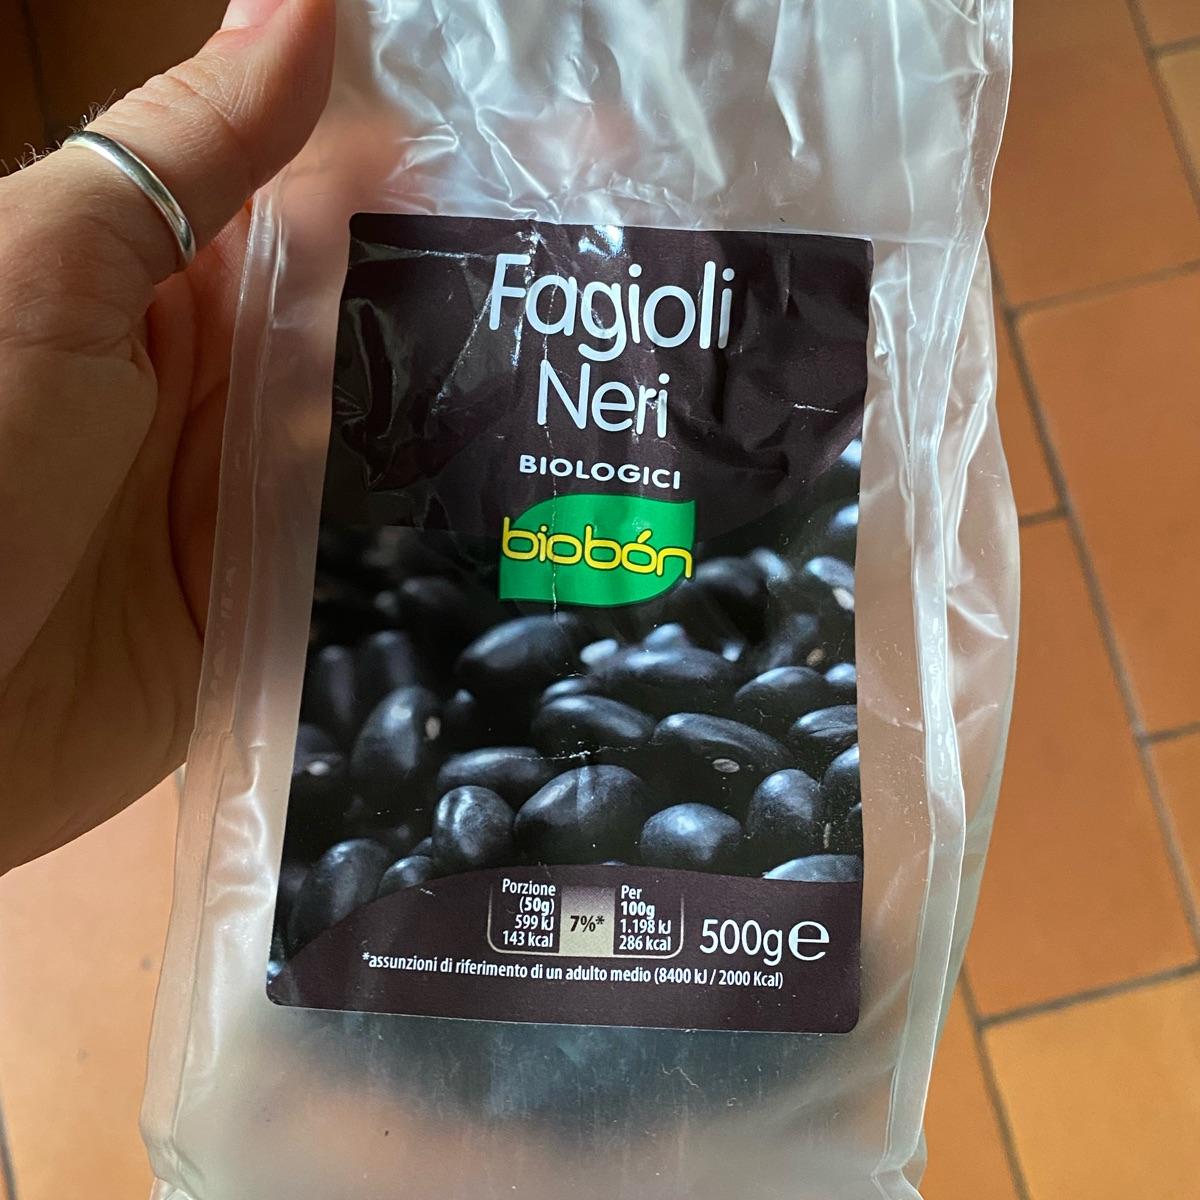 Fagioli
Neri
BIOLOGICI
biobón
Porzione
(50g)
599 kJ
143 kcal
7%*
Per
100g
1.198 kJ
286 kcal
500g e
*assunzioni di riferimento di un adulto medio (8400 kJ / 2000 Kcal)